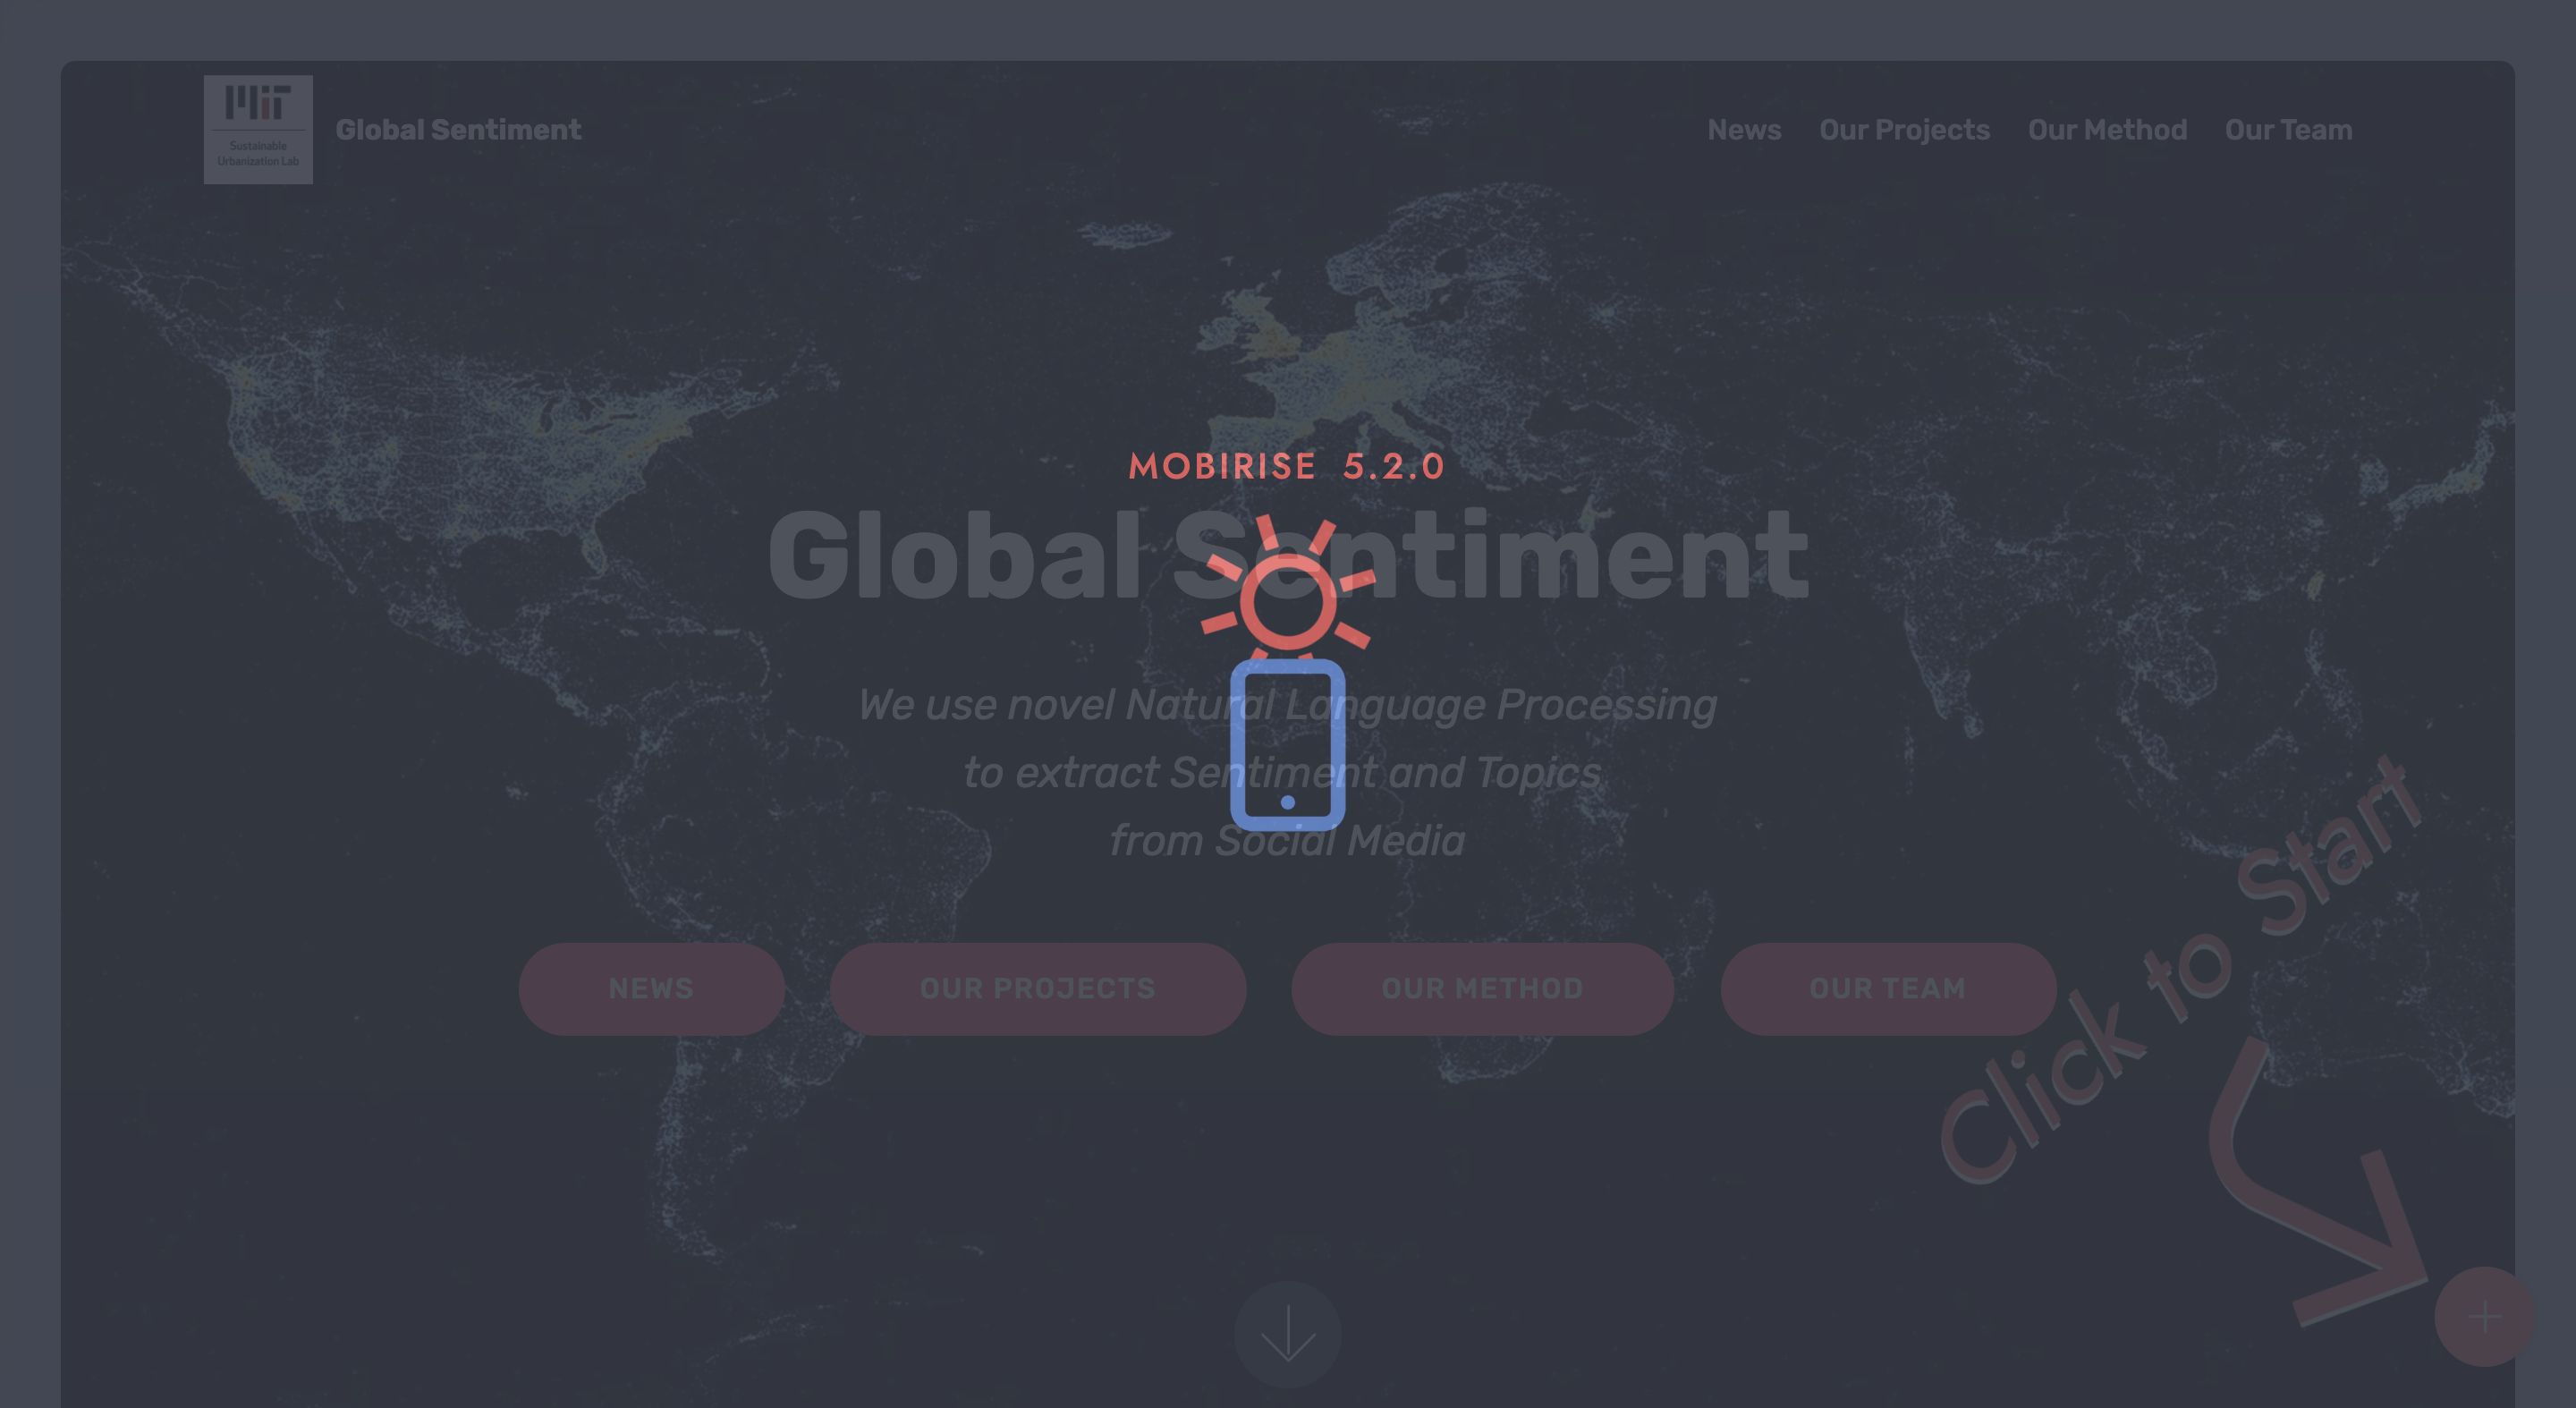 MIT
Sustainable
Urbanization Lab
Global Sentiment
News
Our Projects
Our Method
Our Team
MOBIRISE 5.2.0
Global Sentiment
We use novel Natural Language Processing
to extract Sentiment and Topics
from Social Media
NEWS
OUR PROJECTS
OUR METHOD
OUR TEAM
Click to Start